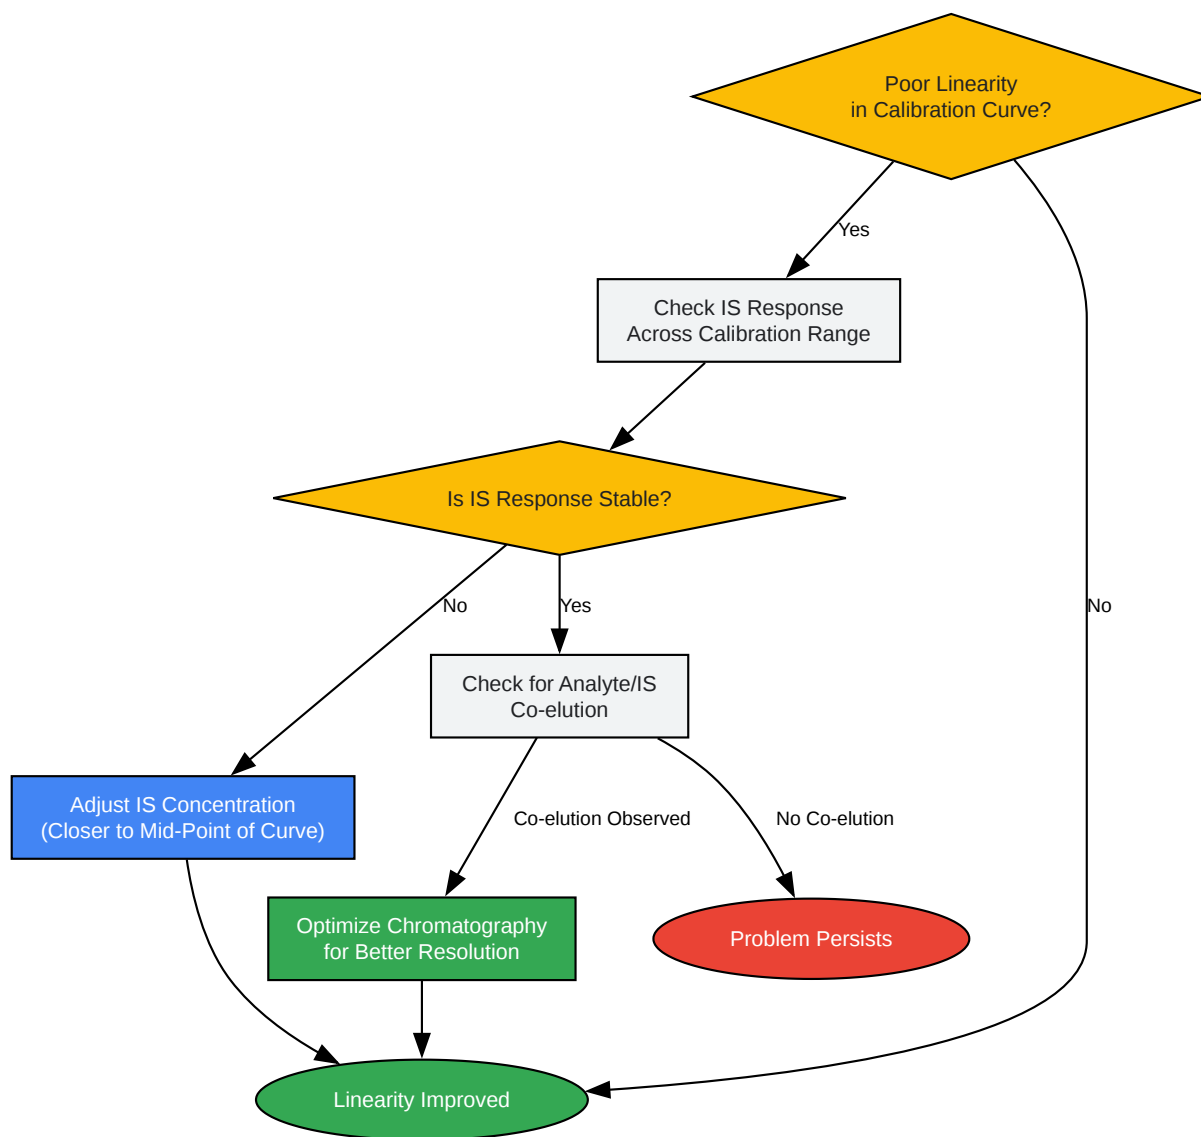 Poor Linearity
in Calibration Curve?
Yes
Check IS Response
Across Calibration Range
Is IS Response Stable?
No
Yes
No
Check for Analyte/IS
Co-elution
Adjust IS Concentration
(Closer to Mid-Point of Curve)
Co-elution Observed
No Co-elution
Optimize Chromatography
for Better Resolution
Problem Persists
Linearity Improved